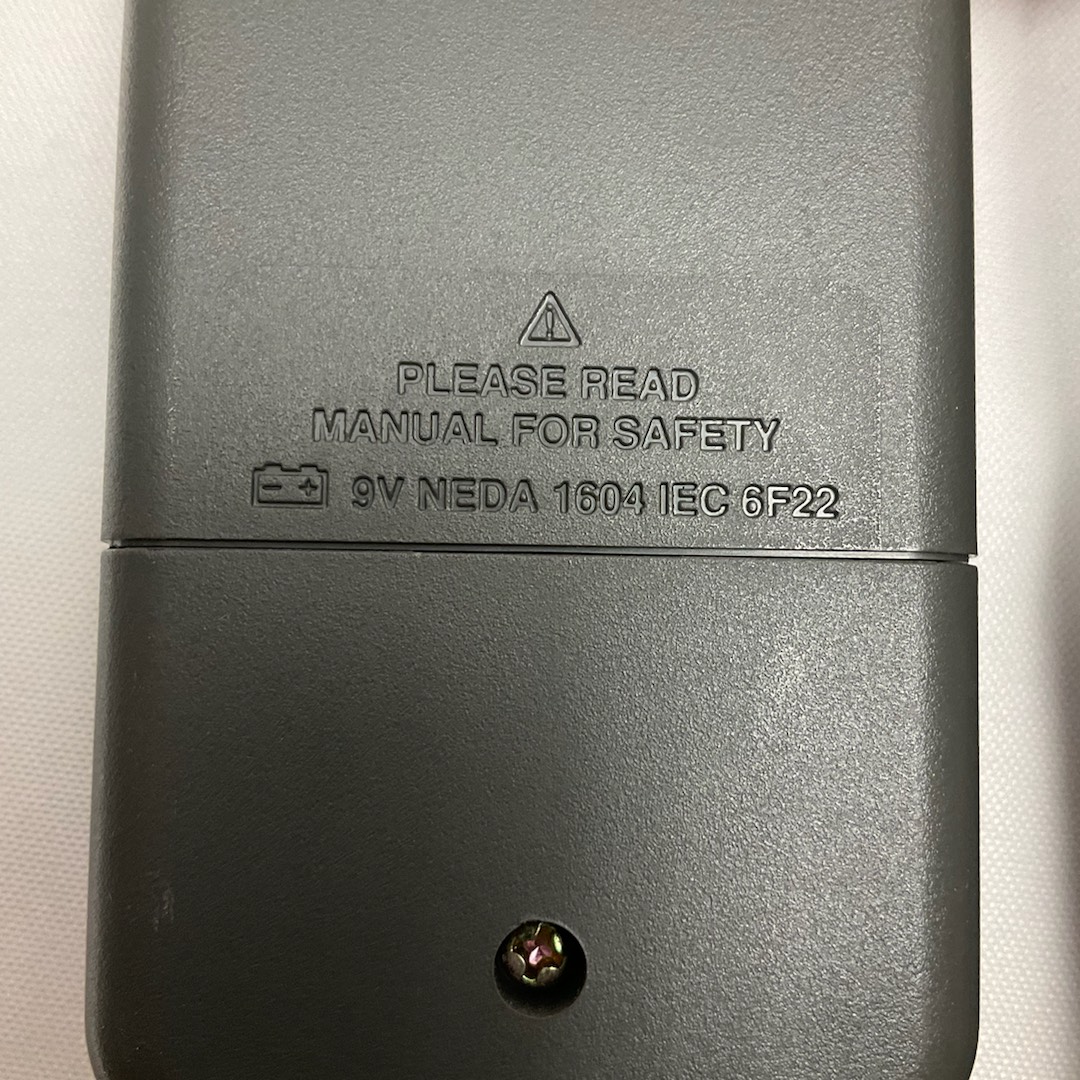 PLEASE READ
MANUAL FOR SAFETY
9V NEDA 1604 IEC 6F22